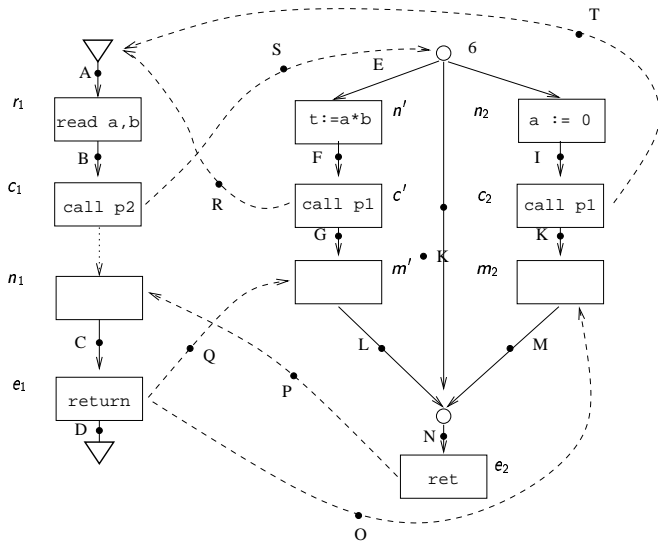 T
S
E
6
A
r₁
read a,b
t:=a*b
n′
n₂
a := 0
B
F
I
c₁
call p2
R
call p1
c′
c₂
call p1
G
K
n₁
m′
K
m₂
C
Q
L
M
P
e₁
return
D
N
ret
e₂
O